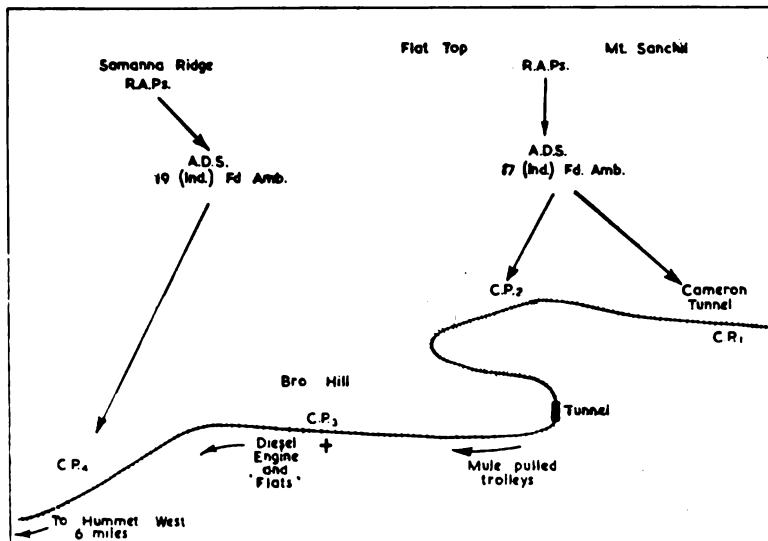 Flat Top
Mt. Sanchil
Samanna Ridge
R.A.Ps.
R.A.Ps.
A.D.S.
19 (Ind.) Fd Amb.
A.D.S.
87 (Ind.) Fd. Amb.
C.P.2
Cameron
Tunnel
C.P.1
Bro Hill
C.P.3
Tunnel
Diesel
Engine
and
'Flats'
Mule pulled
trolleys
C.P.4
To Hummet West
6 miles